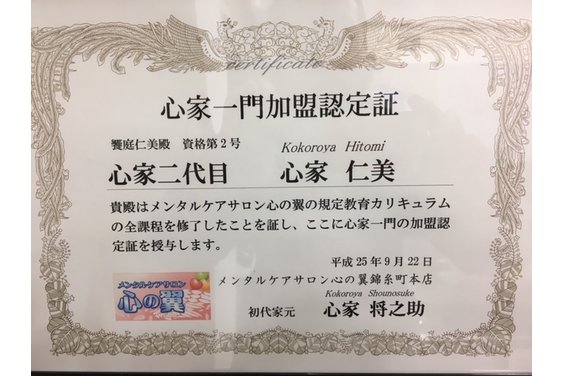 certificate
心家一門加盟認定証
饗庭仁美殿 資格第2号
Kokoroya Hitomi
心家二代目 心家 仁美
貴殿はメンタルケアサロン心の翼の規定教育カリキュラム
の全課程を修了したことを証し、ここに心家一門の加盟認
定証を授与します。
平成25年9月22日
メンタルケアサロン心の翼錦糸町本店
Kokoroya Shounosuke
初代家元 心家 将之助
メンタルケアサロン
心の翼